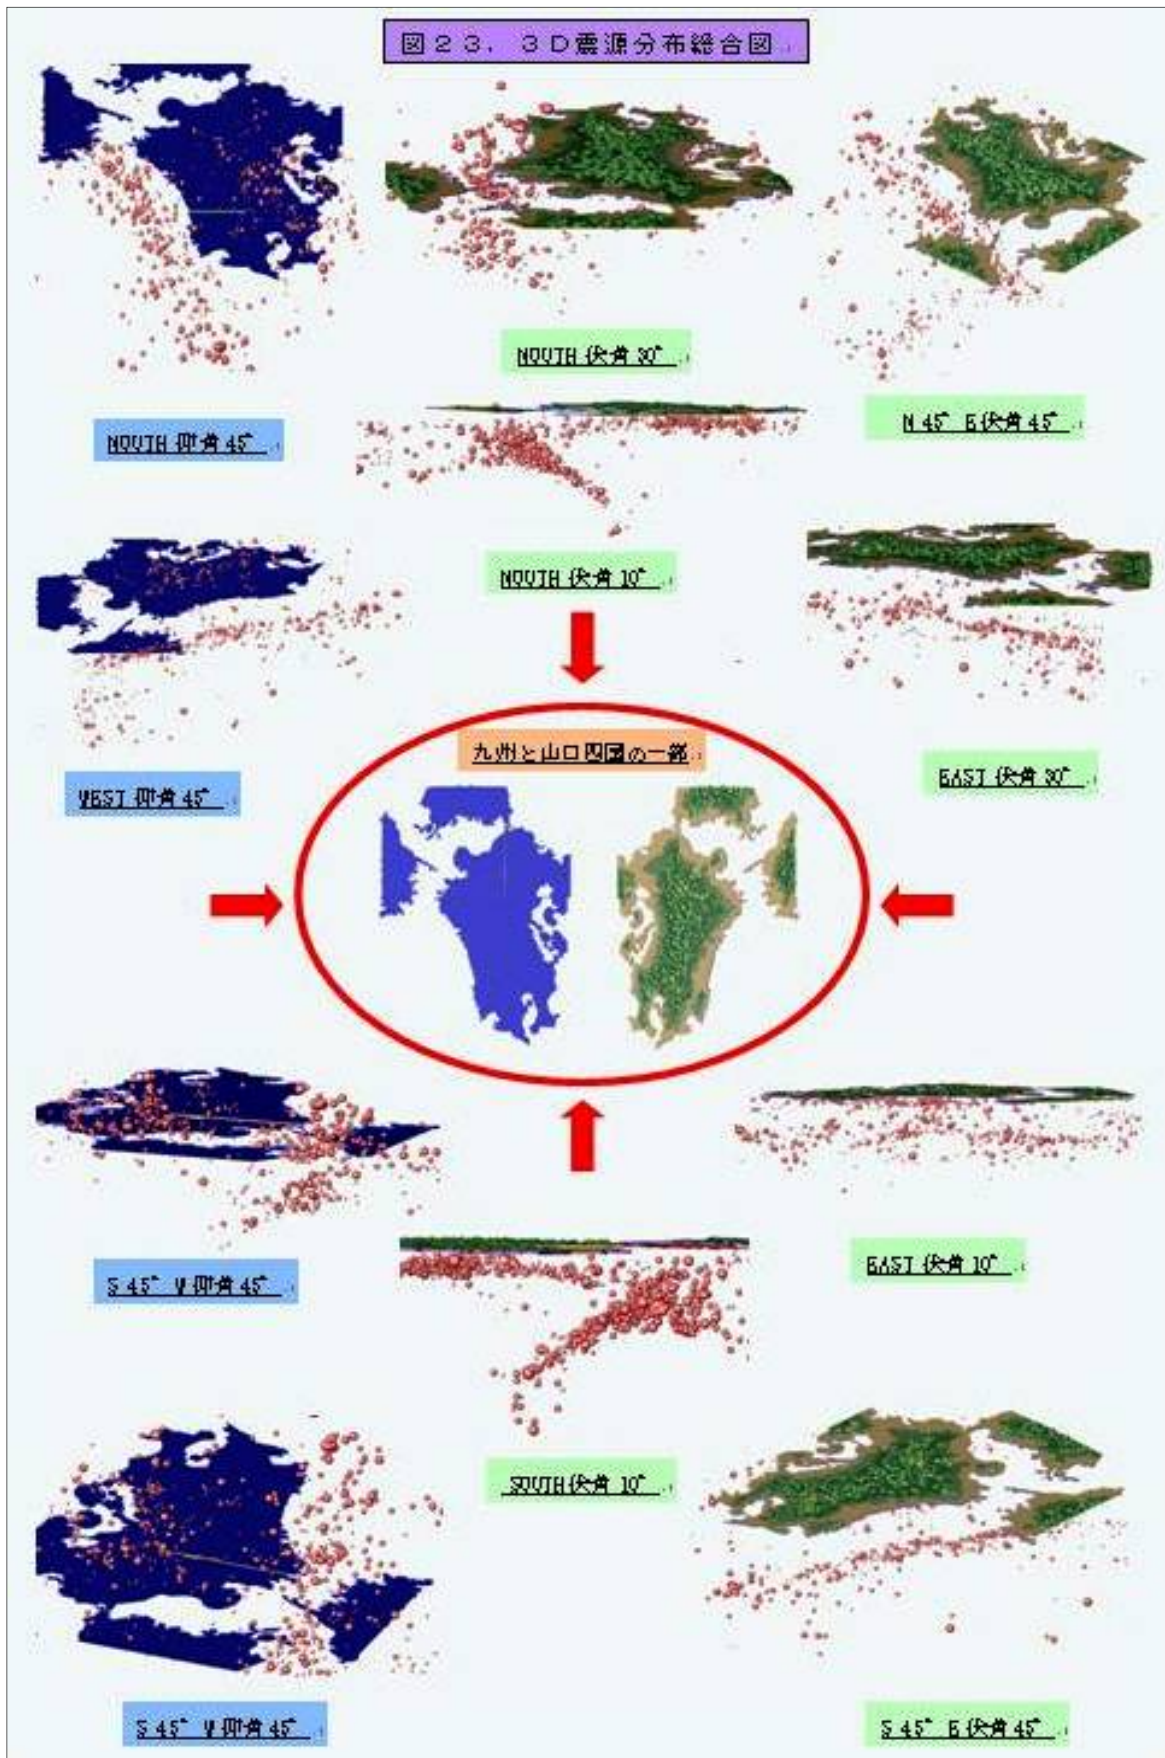 図23. 3D震源分布総合図
NOUTH 伏角 30°
NOUTH 仰角 45°
N 45° E 伏角 45°
NOUTH 伏角 10°
WEST 仰角 45°
九州と山口四国の一部
EAST 伏角 30°
S 45° W 仰角 45°
EAST 伏角 10°
SOUTH 伏角 10°
S 45° W 仰角 45°
S 45° E 伏角 45°